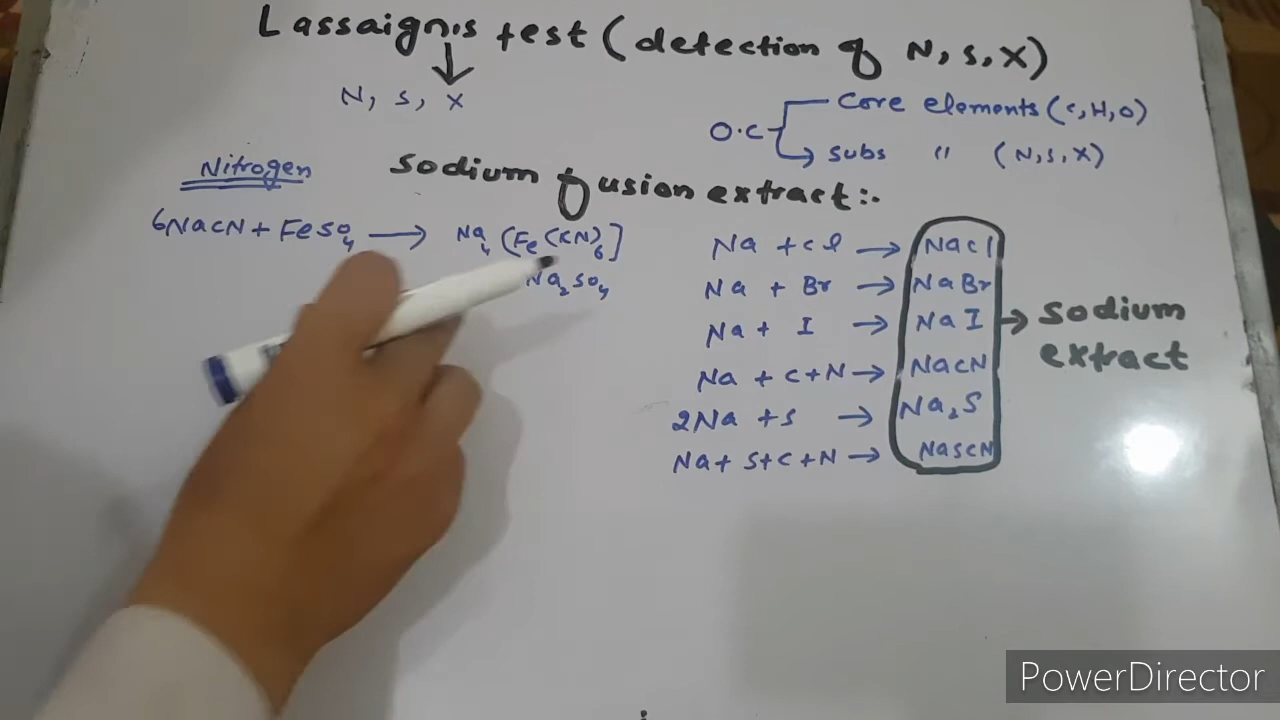 Lassaign,s test (detection of N, S, X)
N, S, X
O.C
Core elements (C, H, O)
subs " (N, S, X)
Nitrogen
Sodium fusion extract:-
6NaCN + FeSO4 → Na4 (Fe(CN)6]
Na2SO4
Na + Cl → NaCl
Na + Br → NaBr
Na + I → NaI
Na + C+N → NaCN
2Na + S → Na2S
Na + S+C+N → NaSCN
→ Sodium
extract
PowerDirector